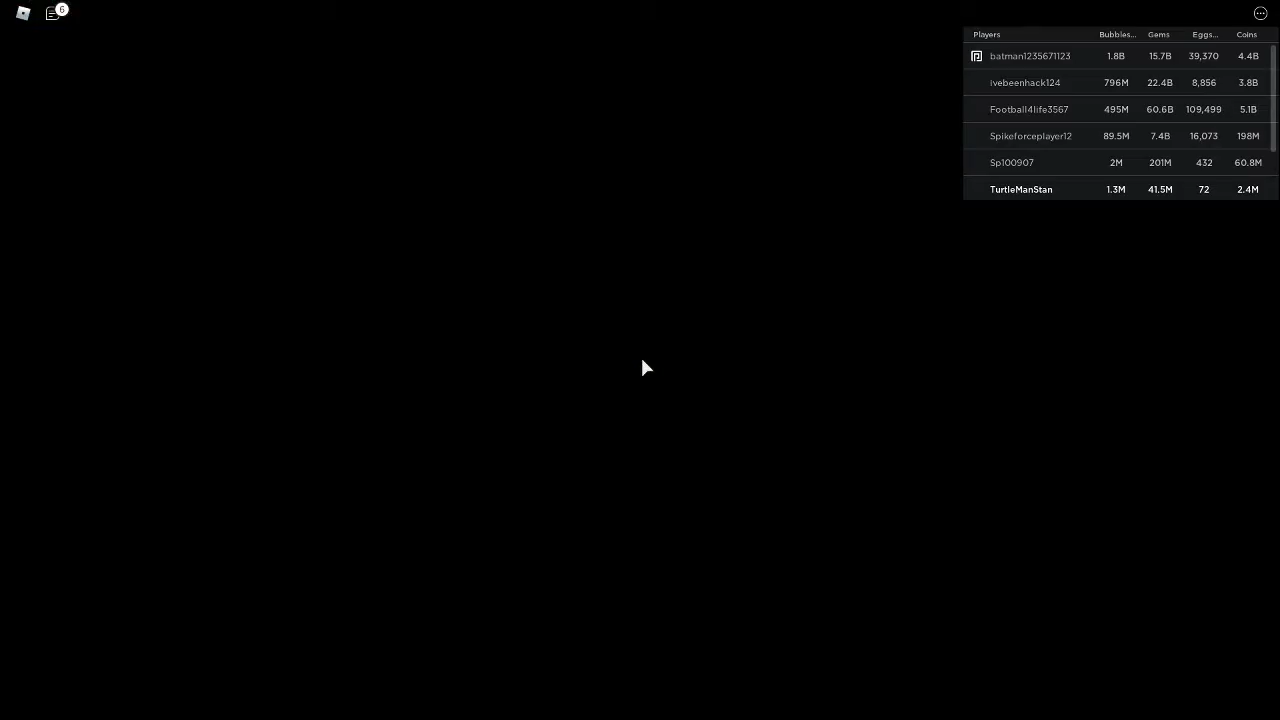 6
Players Bubbles... Gems Eggs... Coins
batman1235671123 1.8B 15.7B 39,370 4.4B
ivebeenhack124 796M 22.4B 8,856 3.8B
Football4life3567 495M 60.6B 109,499 5.1B
Spikeforceplayer12 89.5M 7.4B 16,073 198M
Sp100907 2M 201M 432 60.8M
TurtleManStan 1.3M 41.5M 72 2.4M